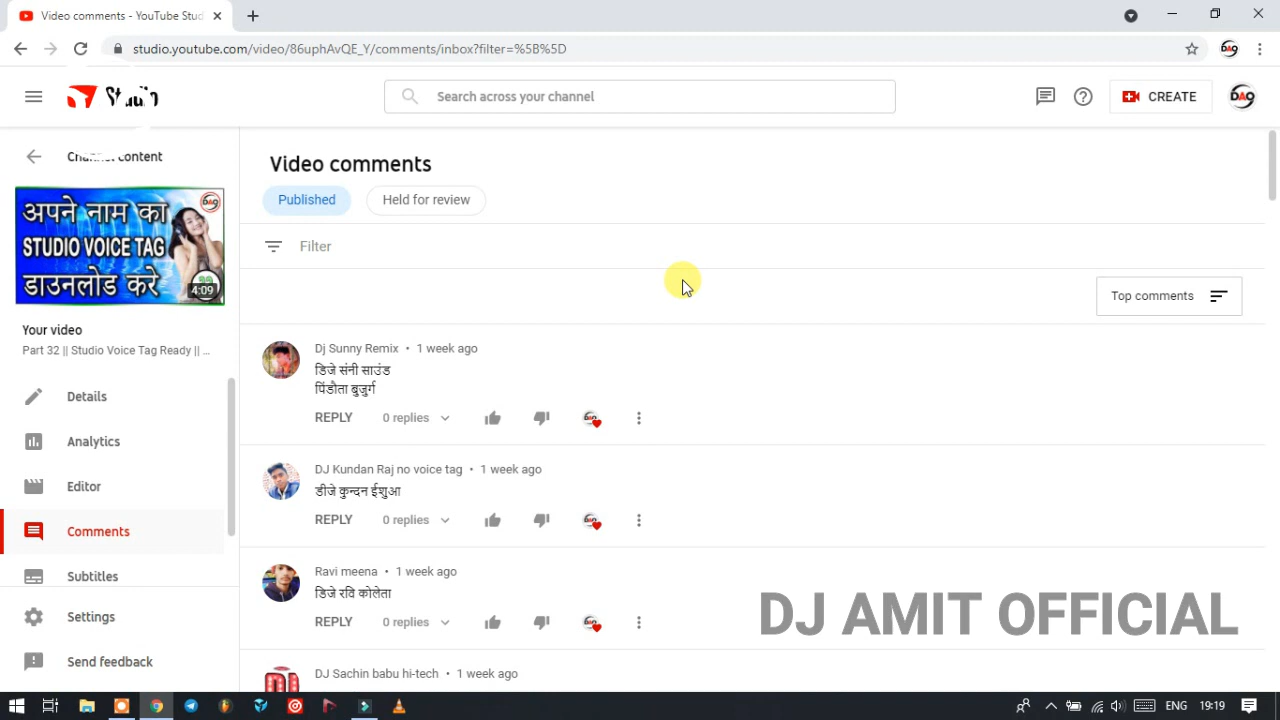 Video comments - YouTube Stud
studio.youtube.com/video/86uphAvQE_Y/comments/inbox?filter=%5B%5D
Studio
Search across your channel
CREATE
DAO
Channel content
Video comments
Published
Held for review
अपने नाम का
STUDIO VOICE TAG
डाउनलोड करे
4:09
Filter
Top comments
Your video
Part 32 || Studio Voice Tag Ready || ...
Dj Sunny Remix • 1 week ago
डिजे संनी साउंड
पिंडौता बुजुर्ग
REPLY 0 replies
Details
Analytics
DJ Kundan Raj no voice tag • 1 week ago
डीजे कुन्दन ईशुआ
REPLY 0 replies
Editor
Comments
Subtitles
Ravi meena • 1 week ago
डिजे रवि कोलेता
REPLY 0 replies
Settings
Send feedback
DJ Sachin babu hi-tech • 1 week ago
DJ AMIT OFFICIAL
ENG 19:19